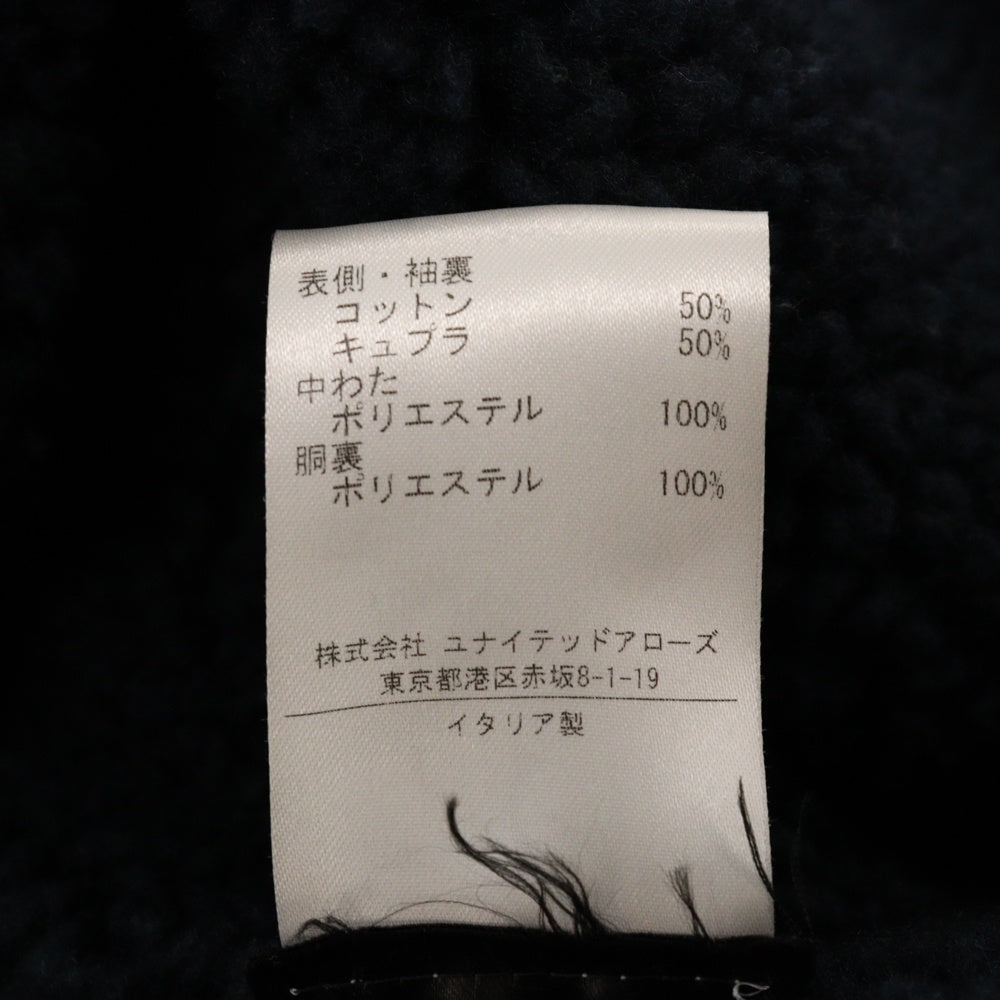 表側・袖裏
コットン 50%
キュプラ 50%
中わた
ポリエステル 100%
胴裏
ポリエステル 100%
株式会社 ユナイテッドアローズ
東京都港区赤坂8-1-19
イタリア製